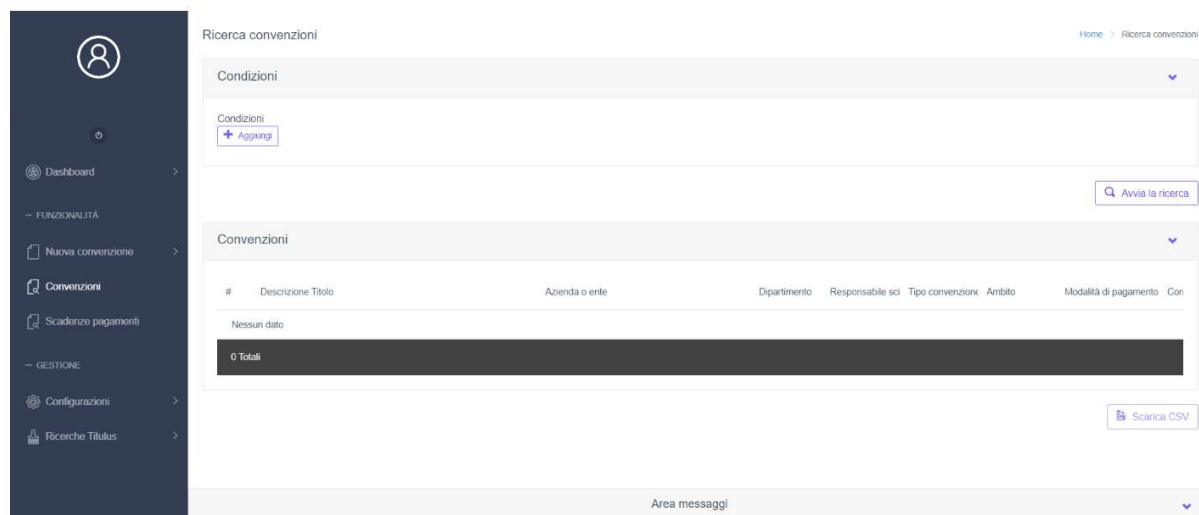 Ricerca convenzioni
Home > Ricerca convenzioni
Condizioni
Condizioni
+ Aggiungi
Dashboard
Avvia la ricerca
– FUNZIONALITÀ
Nuova convenzione
Convenzioni
Convenzioni
# Descrizione Titolo Azienda o ente Dipartimento Responsabile sci Tipo convenzione Ambito Modalità di pagamento Con
Scadenze pagamenti
Nessun dato
0 Totali
– GESTIONE
Configurazioni
Scarica CSV
Ricerche Titulus
Area messaggi